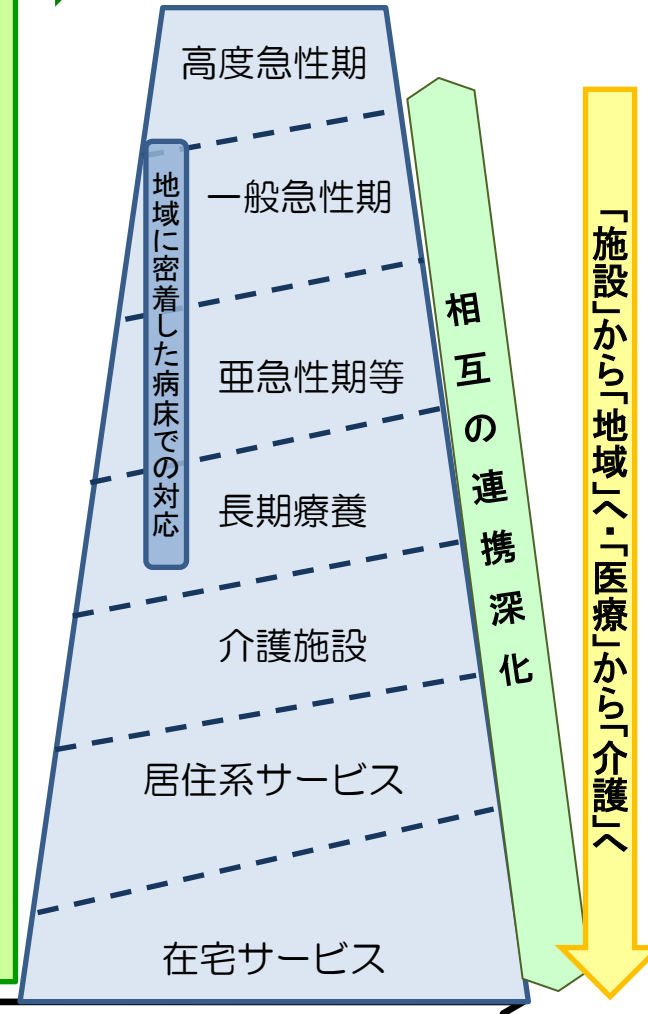 高度急性期
一般急性期
亜急性期等
長期療養
介護施設
居住系サービス
在宅サービス
地域に密着した病床での対応
相互の連携深化
「施設」から「地域」へ・「医療」から「介護」へ